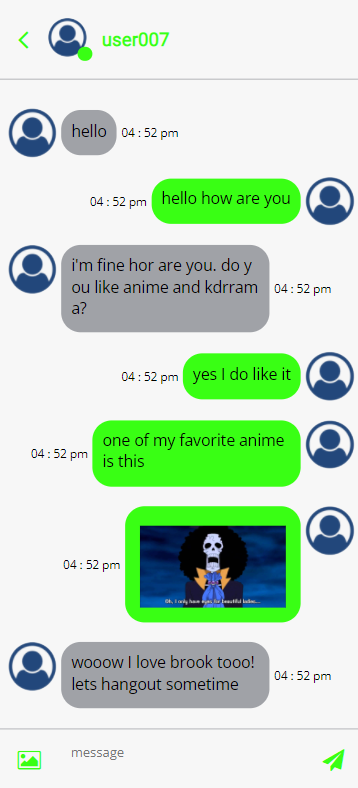 user007
hello
04 : 52 pm
04 : 52 pm
hello how are you
i'm fine hor are you. do y
ou like anime and kdrram
a?
04 : 52 pm
04 : 52 pm
yes I do like it
04 : 52 pm
one of my favorite anime
is this
04 : 52 pm
Oh, I only have eyes for beautiful ladies...
wooow I love brook tooo!
lets hangout sometime
04 : 52 pm
message